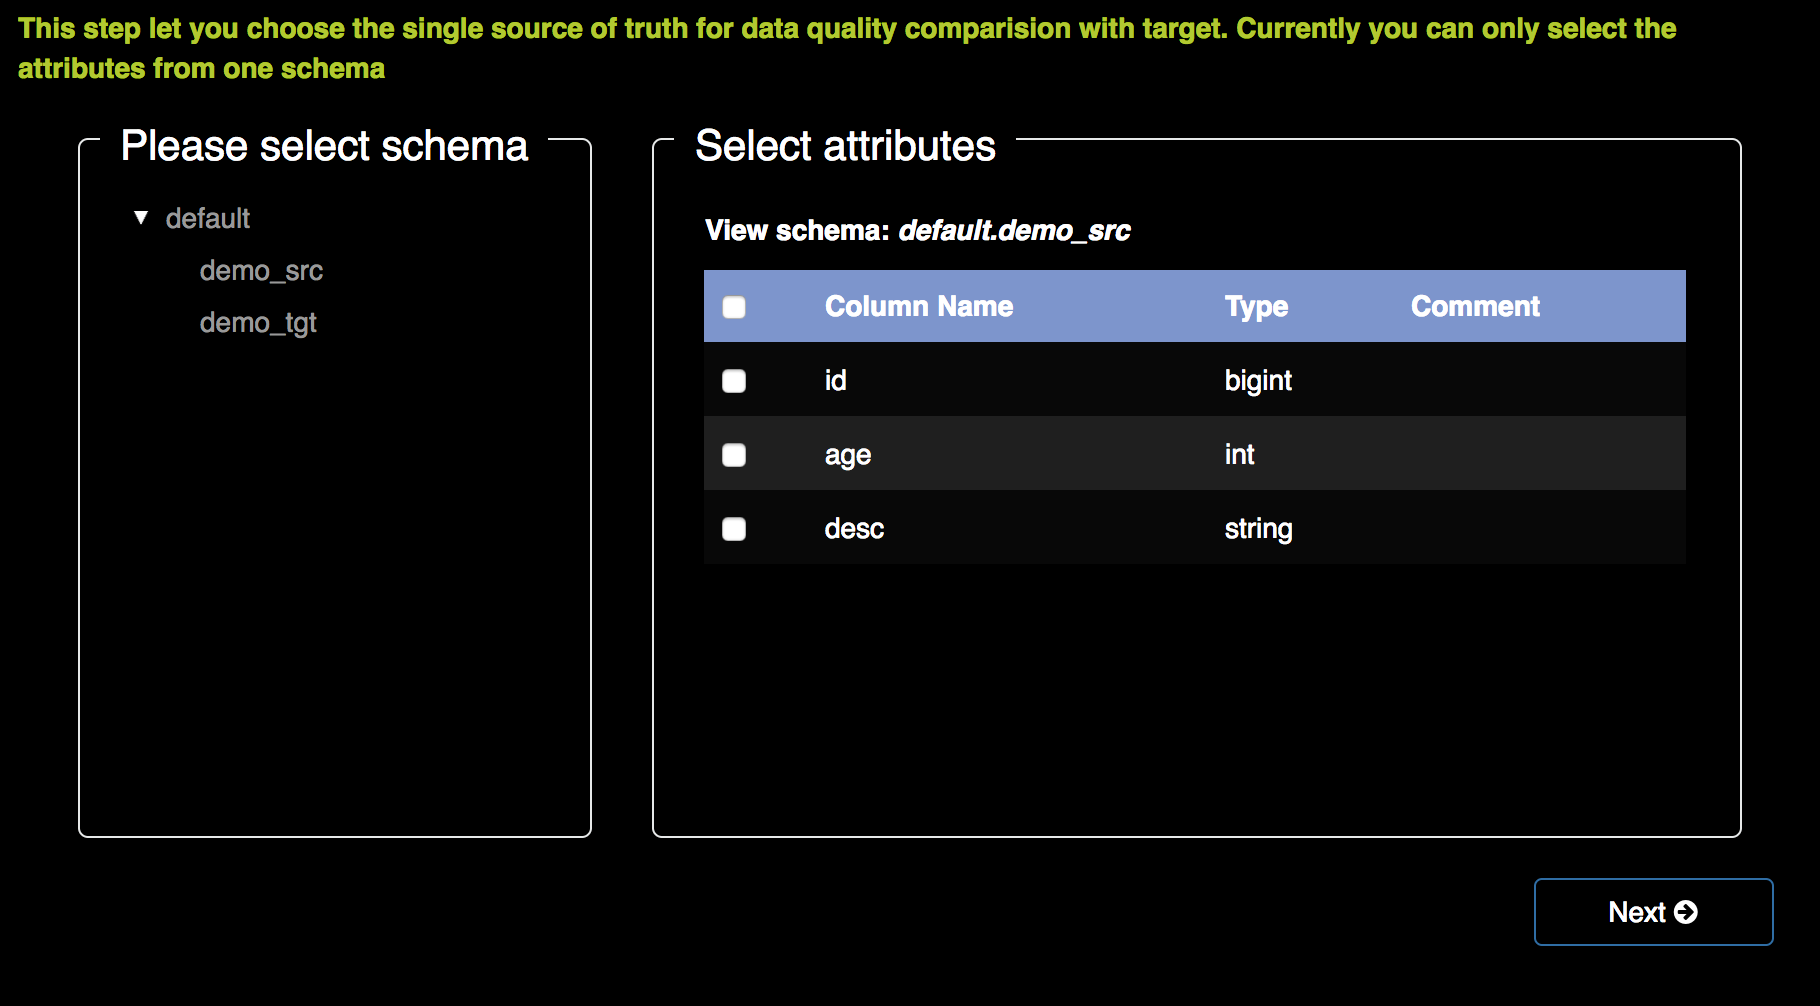 This step let you choose the single source of truth for data quality comparision with target. Currently you can only select the
attributes from one schema
Please select schema
default
demo_src
demo_tgt
Select attributes
View schema: default.demo_src
Column Name Type Comment
id bigint
age int
desc string
Next